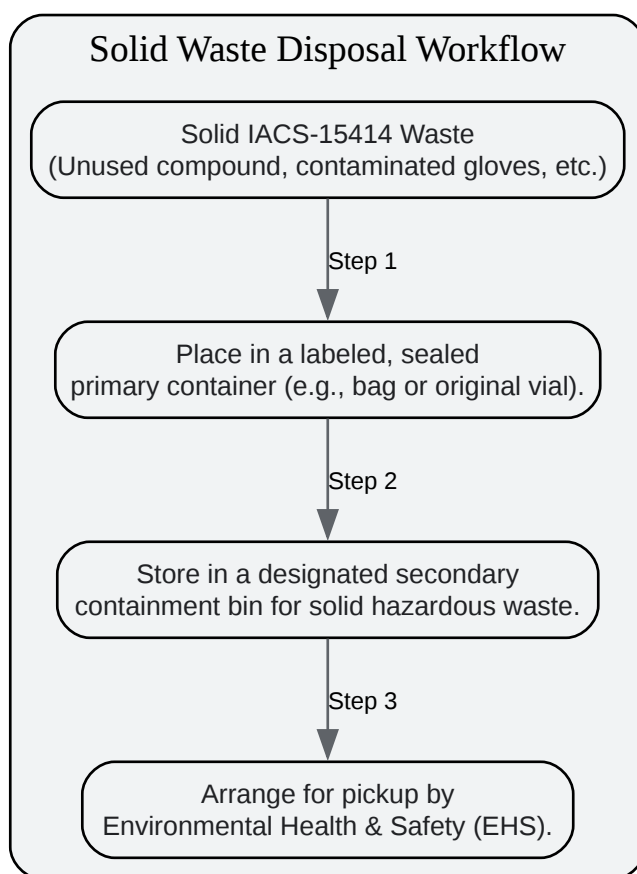 Solid Waste Disposal Workflow
Solid IACS-15414 Waste
(Unused compound, contaminated gloves, etc.)
Step 1
Place in a labeled, sealed
primary container (e.g., bag or original vial).
Step 2
Store in a designated secondary
containment bin for solid hazardous waste.
Step 3
Arrange for pickup by
Environmental Health & Safety (EHS).